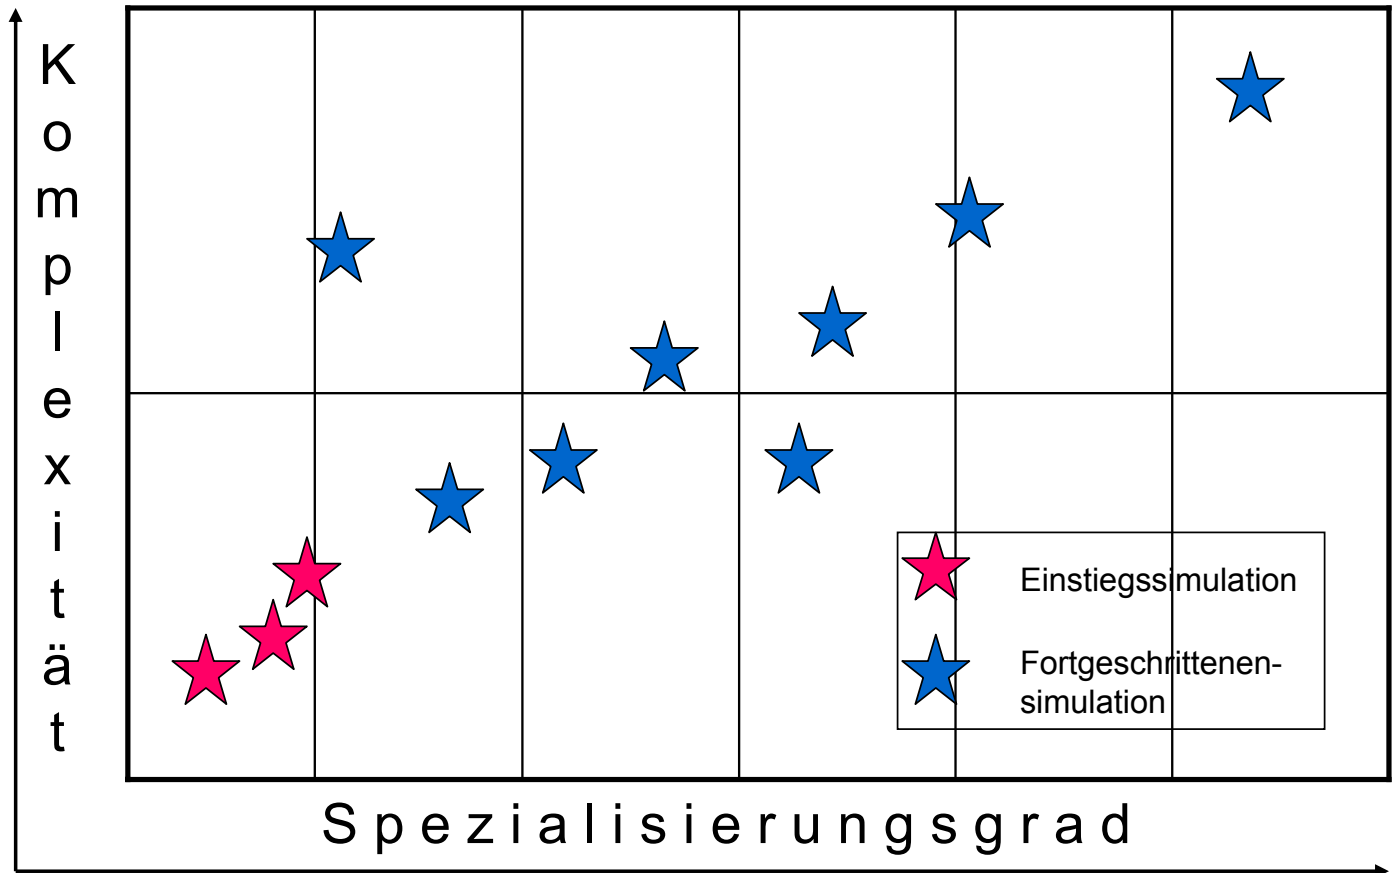 Komplexität
Einstiegssimulation
Fortgeschrittenen-
simulation
Spezialisierungsgrad